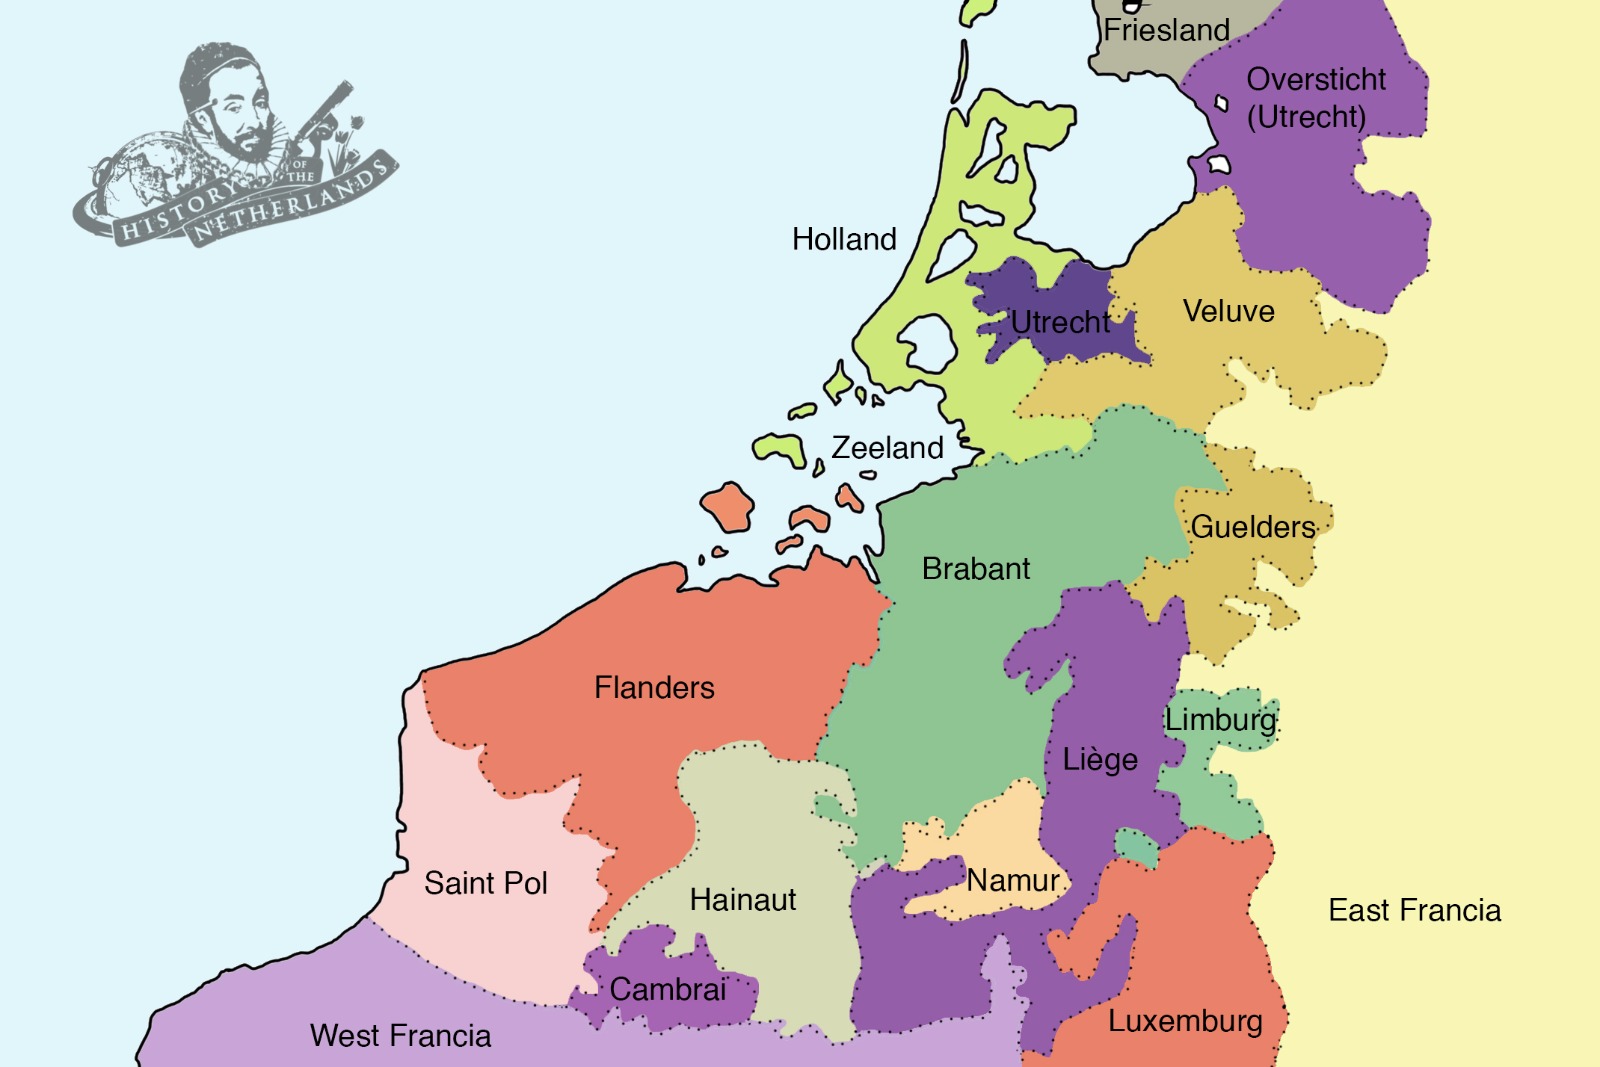 Friesland
Oversticht
(Utrecht)
HISTORY
OF
THE
NETHERLANDS
Holland
Utrecht
Veluve
Zeeland
Guelders
Brabant
Flanders
Limburg
Liège
Saint Pol
Hainaut
Namur
East Francia
Cambrai
West Francia
Luxemburg